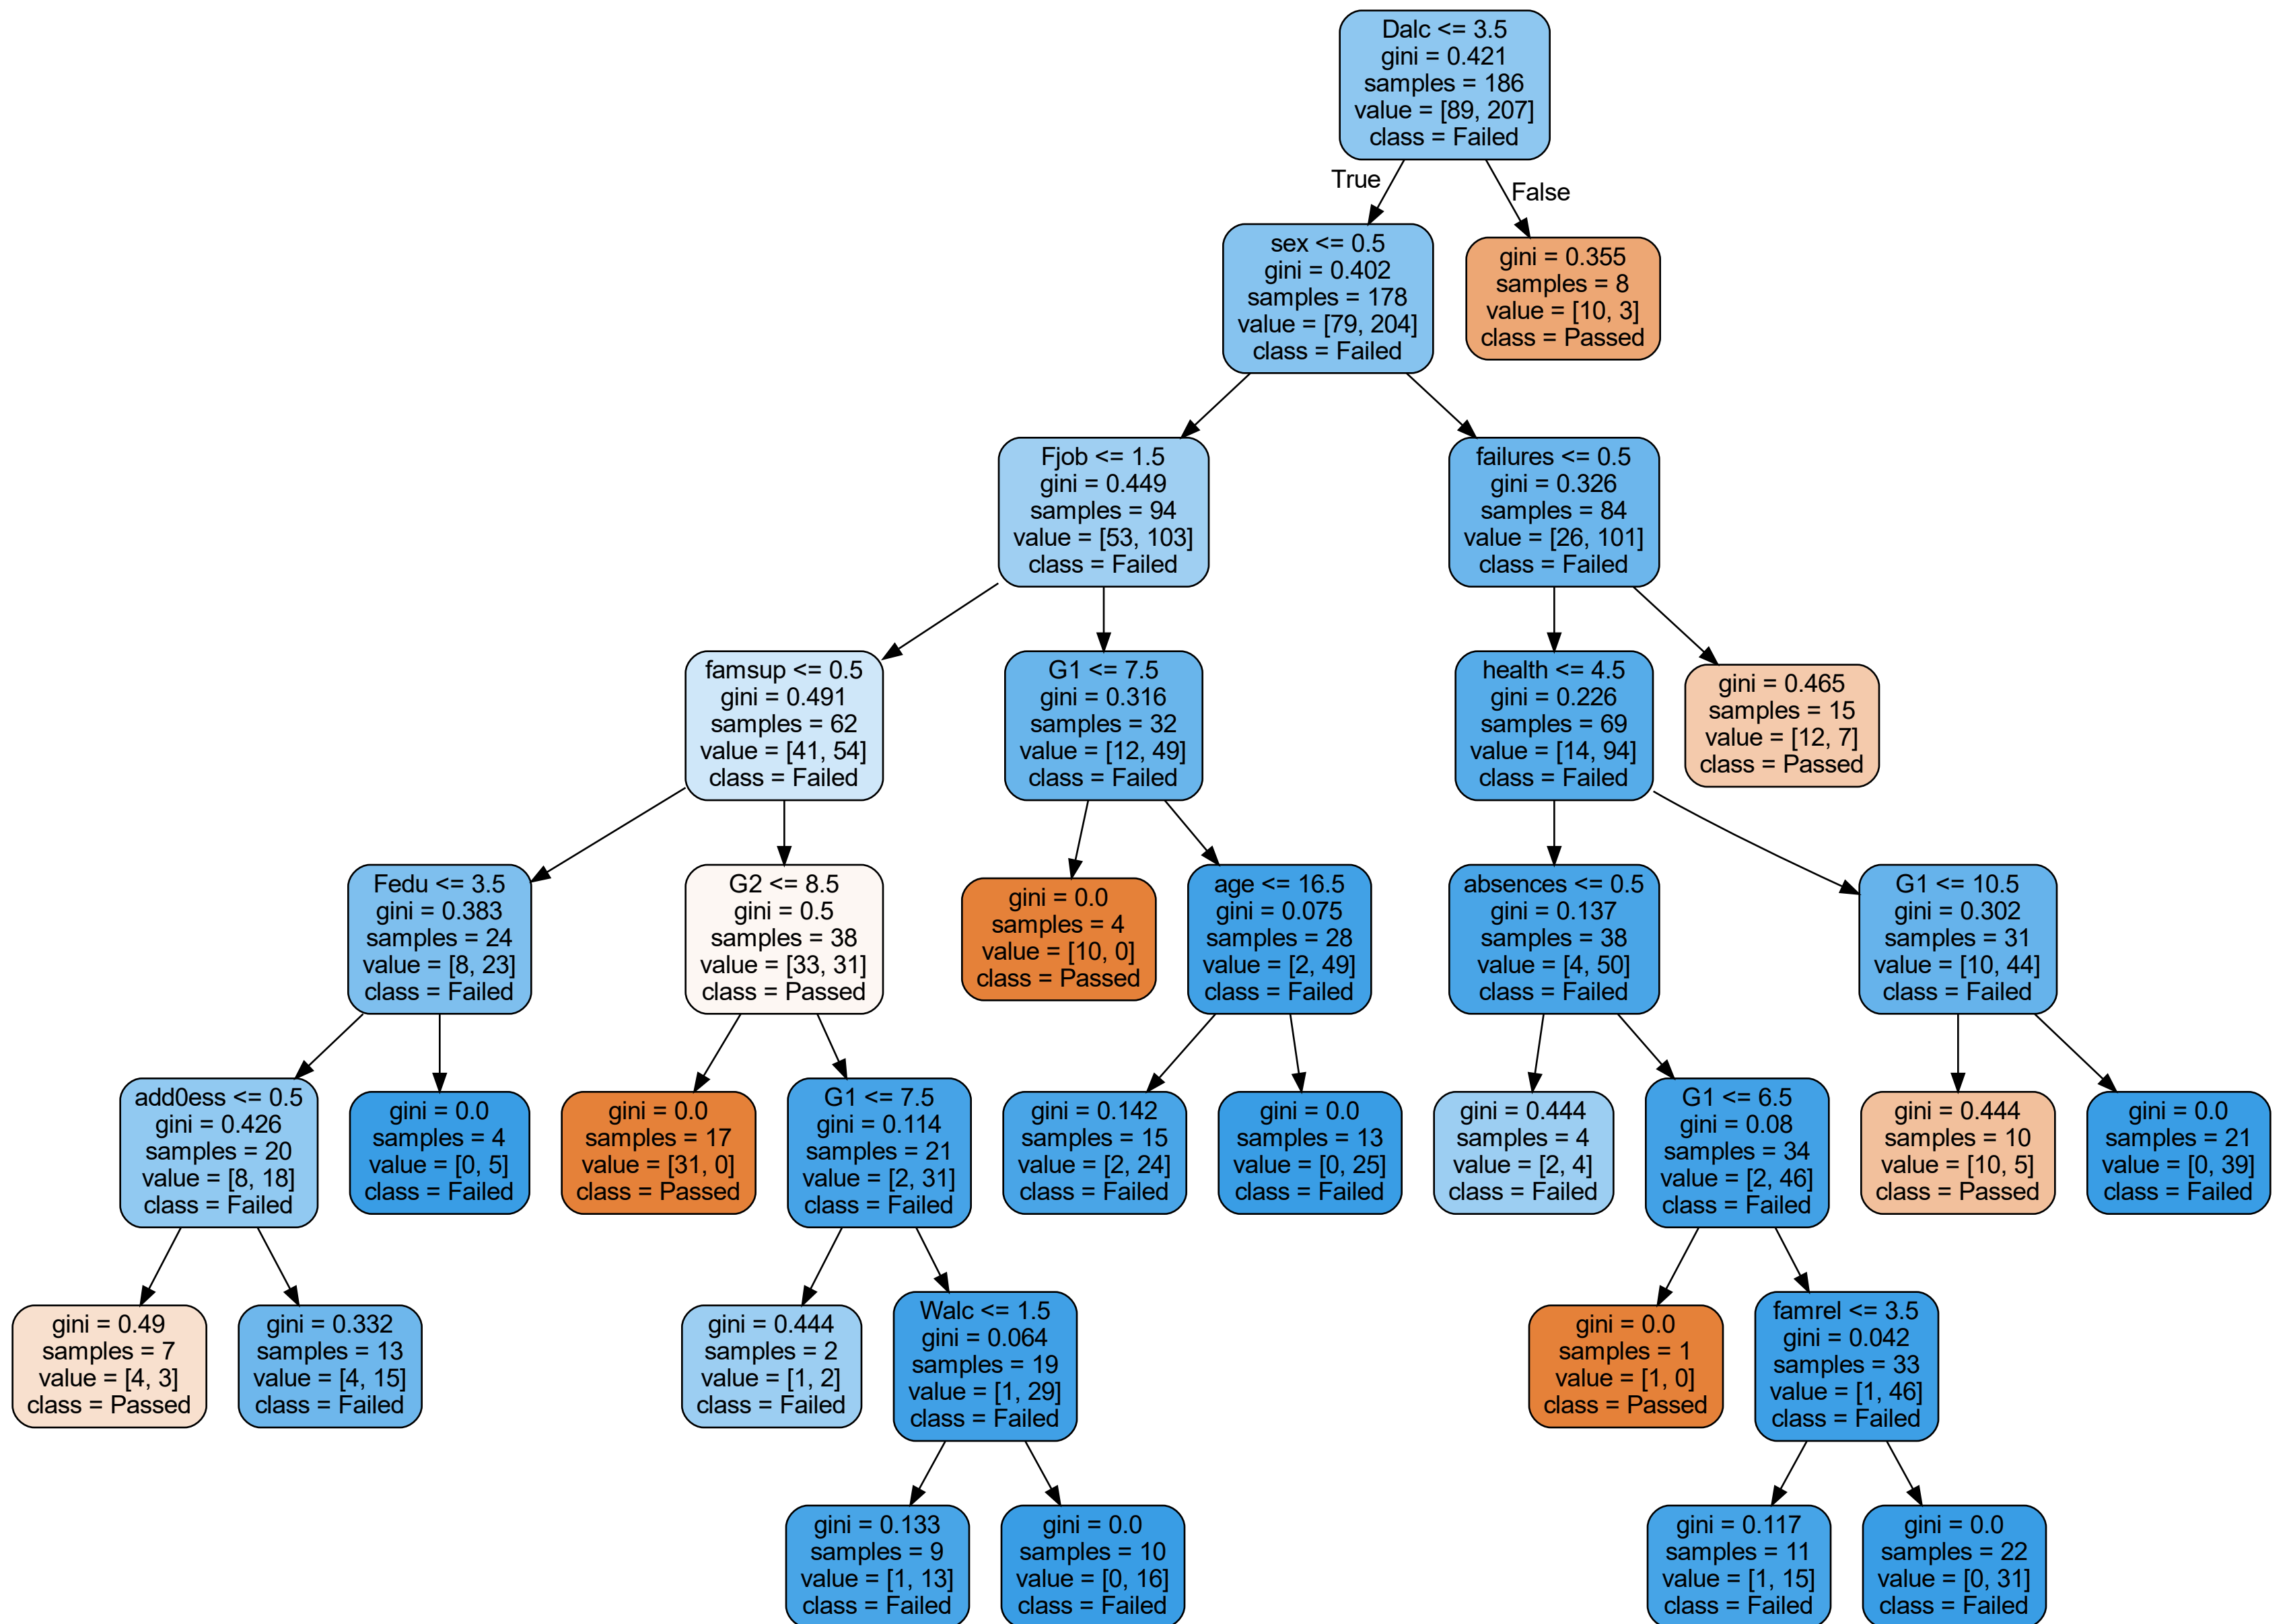 Dalc <= 3.5
gini = 0.421
samples = 186
value = [89, 207]
class = Failed
True
False
sex <= 0.5
gini = 0.402
samples = 178
value = [79, 204]
class = Failed
gini = 0.355
samples = 8
value = [10, 3]
class = Passed
Fjob <= 1.5
gini = 0.449
samples = 94
value = [53, 103]
class = Failed
failures <= 0.5
gini = 0.326
samples = 84
value = [26, 101]
class = Failed
famsup <= 0.5
gini = 0.491
samples = 62
value = [41, 54]
class = Failed
G1 <= 7.5
gini = 0.316
samples = 32
value = [12, 49]
class = Failed
health <= 4.5
gini = 0.226
samples = 69
value = [14, 94]
class = Failed
gini = 0.465
samples = 15
value = [12, 7]
class = Passed
Fedu <= 3.5
gini = 0.383
samples = 24
value = [8, 23]
class = Failed
G2 <= 8.5
gini = 0.5
samples = 38
value = [33, 31]
class = Passed
gini = 0.0
samples = 4
value = [10, 0]
class = Passed
age <= 16.5
gini = 0.075
samples = 28
value = [2, 49]
class = Failed
absences <= 0.5
gini = 0.137
samples = 38
value = [4, 50]
class = Failed
G1 <= 10.5
gini = 0.302
samples = 31
value = [10, 44]
class = Failed
add0ess <= 0.5
gini = 0.426
samples = 20
value = [8, 18]
class = Failed
gini = 0.0
samples = 4
value = [0, 5]
class = Failed
gini = 0.0
samples = 17
value = [31, 0]
class = Passed
G1 <= 7.5
gini = 0.114
samples = 21
value = [2, 31]
class = Failed
gini = 0.142
samples = 15
value = [2, 24]
class = Failed
gini = 0.0
samples = 13
value = [0, 25]
class = Failed
gini = 0.444
samples = 4
value = [2, 4]
class = Failed
G1 <= 6.5
gini = 0.08
samples = 34
value = [2, 46]
class = Failed
gini = 0.444
samples = 10
value = [10, 5]
class = Passed
gini = 0.0
samples = 21
value = [0, 39]
class = Failed
gini = 0.49
samples = 7
value = [4, 3]
class = Passed
gini = 0.332
samples = 13
value = [4, 15]
class = Failed
gini = 0.444
samples = 2
value = [1, 2]
class = Failed
Walc <= 1.5
gini = 0.064
samples = 19
value = [1, 29]
class = Failed
gini = 0.0
samples = 1
value = [1, 0]
class = Passed
famrel <= 3.5
gini = 0.042
samples = 33
value = [1, 46]
class = Failed
gini = 0.133
samples = 9
value = [1, 13]
class = Failed
gini = 0.0
samples = 10
value = [0, 16]
class = Failed
gini = 0.117
samples = 11
value = [1, 15]
class = Failed
gini = 0.0
samples = 22
value = [0, 31]
class = Failed